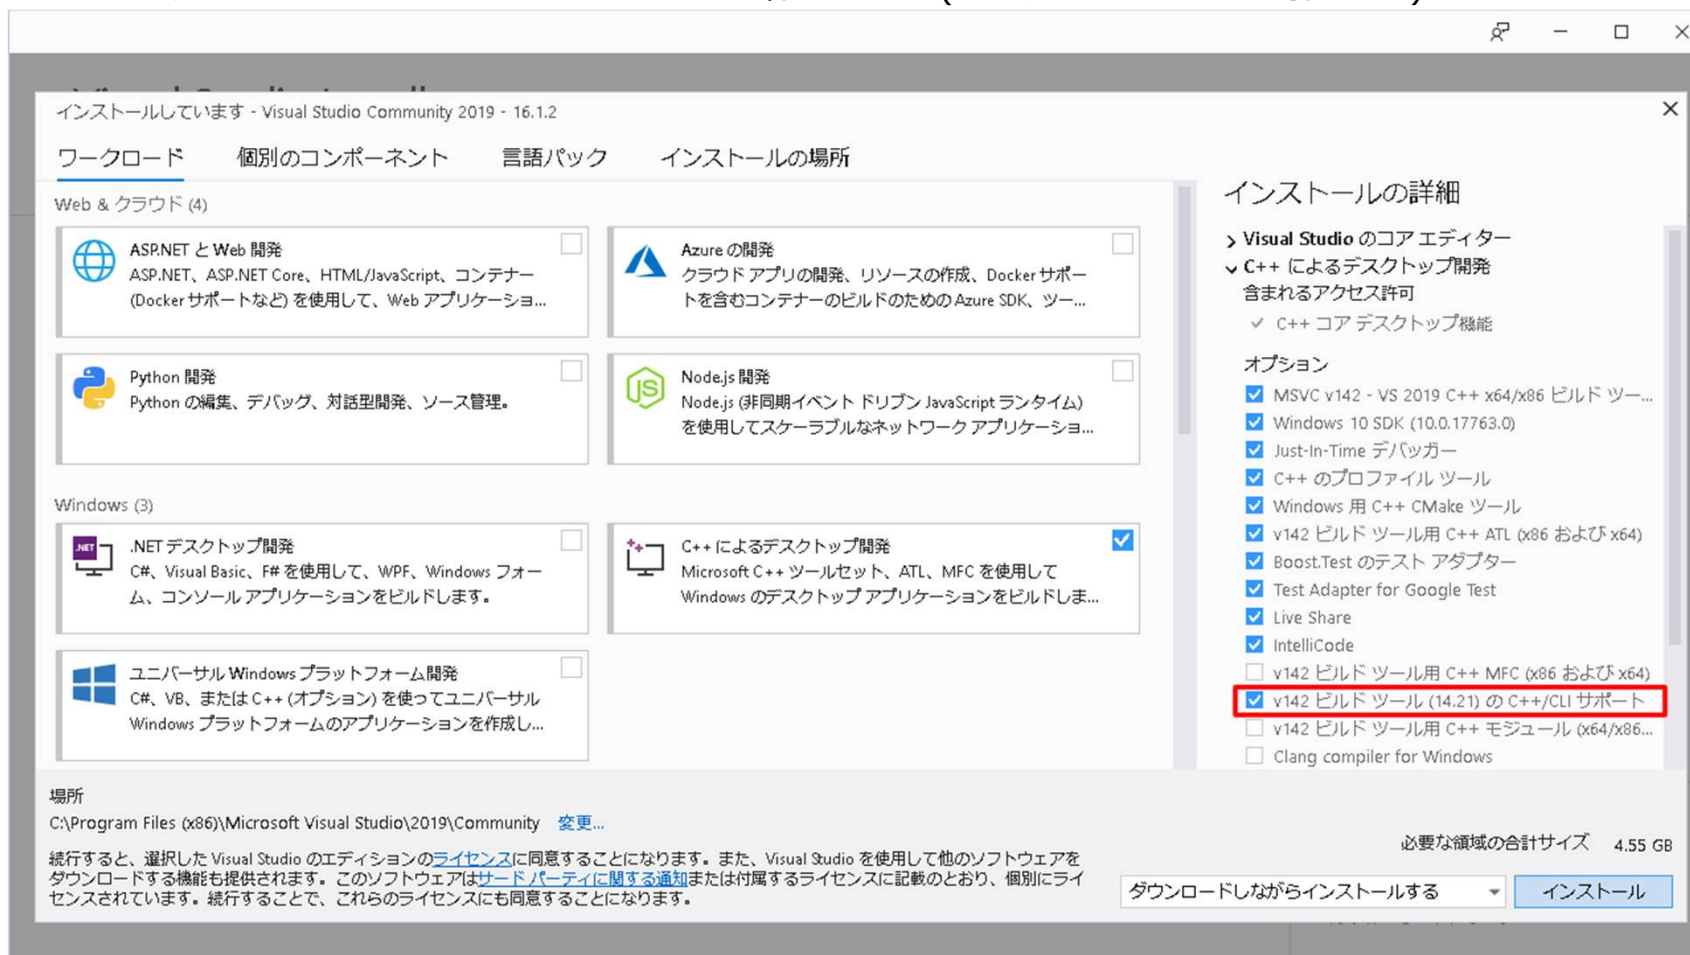 インストールしています - Visual Studio Community 2019 - 16.1.2
ワークロード 個別のコンポーネント 言語パック インストールの場所
Web & クラウド (4)
ASP.NET と Web 開発
ASP.NET、ASP.NET Core、HTML/JavaScript、コンテナー
(Docker サポートなど) を使用して、Web アプリケーショ...
Azure の開発
クラウド アプリの開発、リソースの作成、Docker サポー
トを含むコンテナーのビルドのための Azure SDK、ツー...
Python 開発
Python の編集、デバッグ、対話型開発、ソース管理。
Node.js 開発
Node.js (非同期イベント ドリブン JavaScript ランタイム)
を使用してスケーラブルなネットワーク アプリケーショ...
Windows (3)
.NET デスクトップ開発
C#、Visual Basic、F# を使用して、WPF、Windows フォー
ム、コンソール アプリケーションをビルドします。
C++ によるデスクトップ開発
Microsoft C++ ツールセット、ATL、MFC を使用して
Windows のデスクトップ アプリケーションをビルドしま...
ユニバーサル Windows プラットフォーム開発
C#、VB、または C++ (オプション) を使ってユニバーサル
Windows プラットフォームのアプリケーションを作成し...
インストールの詳細
Visual Studio のコア エディター
C++ によるデスクトップ開発
含まれるアクセス許可
C++ コア デスクトップ機能
オプション
MSVC v142 - VS 2019 C++ x64/x86 ビルド ツー...
Windows 10 SDK (10.0.17763.0)
Just-In-Time デバッガー
C++ のプロファイル ツール
Windows 用 C++ CMake ツール
v142 ビルド ツール用 C++ ATL (x86 および x64)
Boost.Test のテスト アダプター
Test Adapter for Google Test
Live Share
IntelliCode
v142 ビルド ツール用 C++ MFC (x86 および x64)
v142 ビルド ツール (14.21) の C++/CLI サポート
v142 ビルド ツール用 C++ モジュール (x64/x86...
Clang compiler for Windows
場所
C:\Program Files (x86)\Microsoft Visual Studio\2019\Community 変更...
続行すると、選択した Visual Studio のエディションのライセンスに同意することになります。また、Visual Studio を使用して他のソフトウェアを
ダウンロードする機能も提供されます。このソフトウェアはサード パーティに関する通知または付属するライセンスに記載のとおり、個別にライ
センスされています。続行することで、これらのライセンスにも同意することになります。
必要な領域の合計サイズ 4.55 GB
ダウンロードしながらインストールする インストール